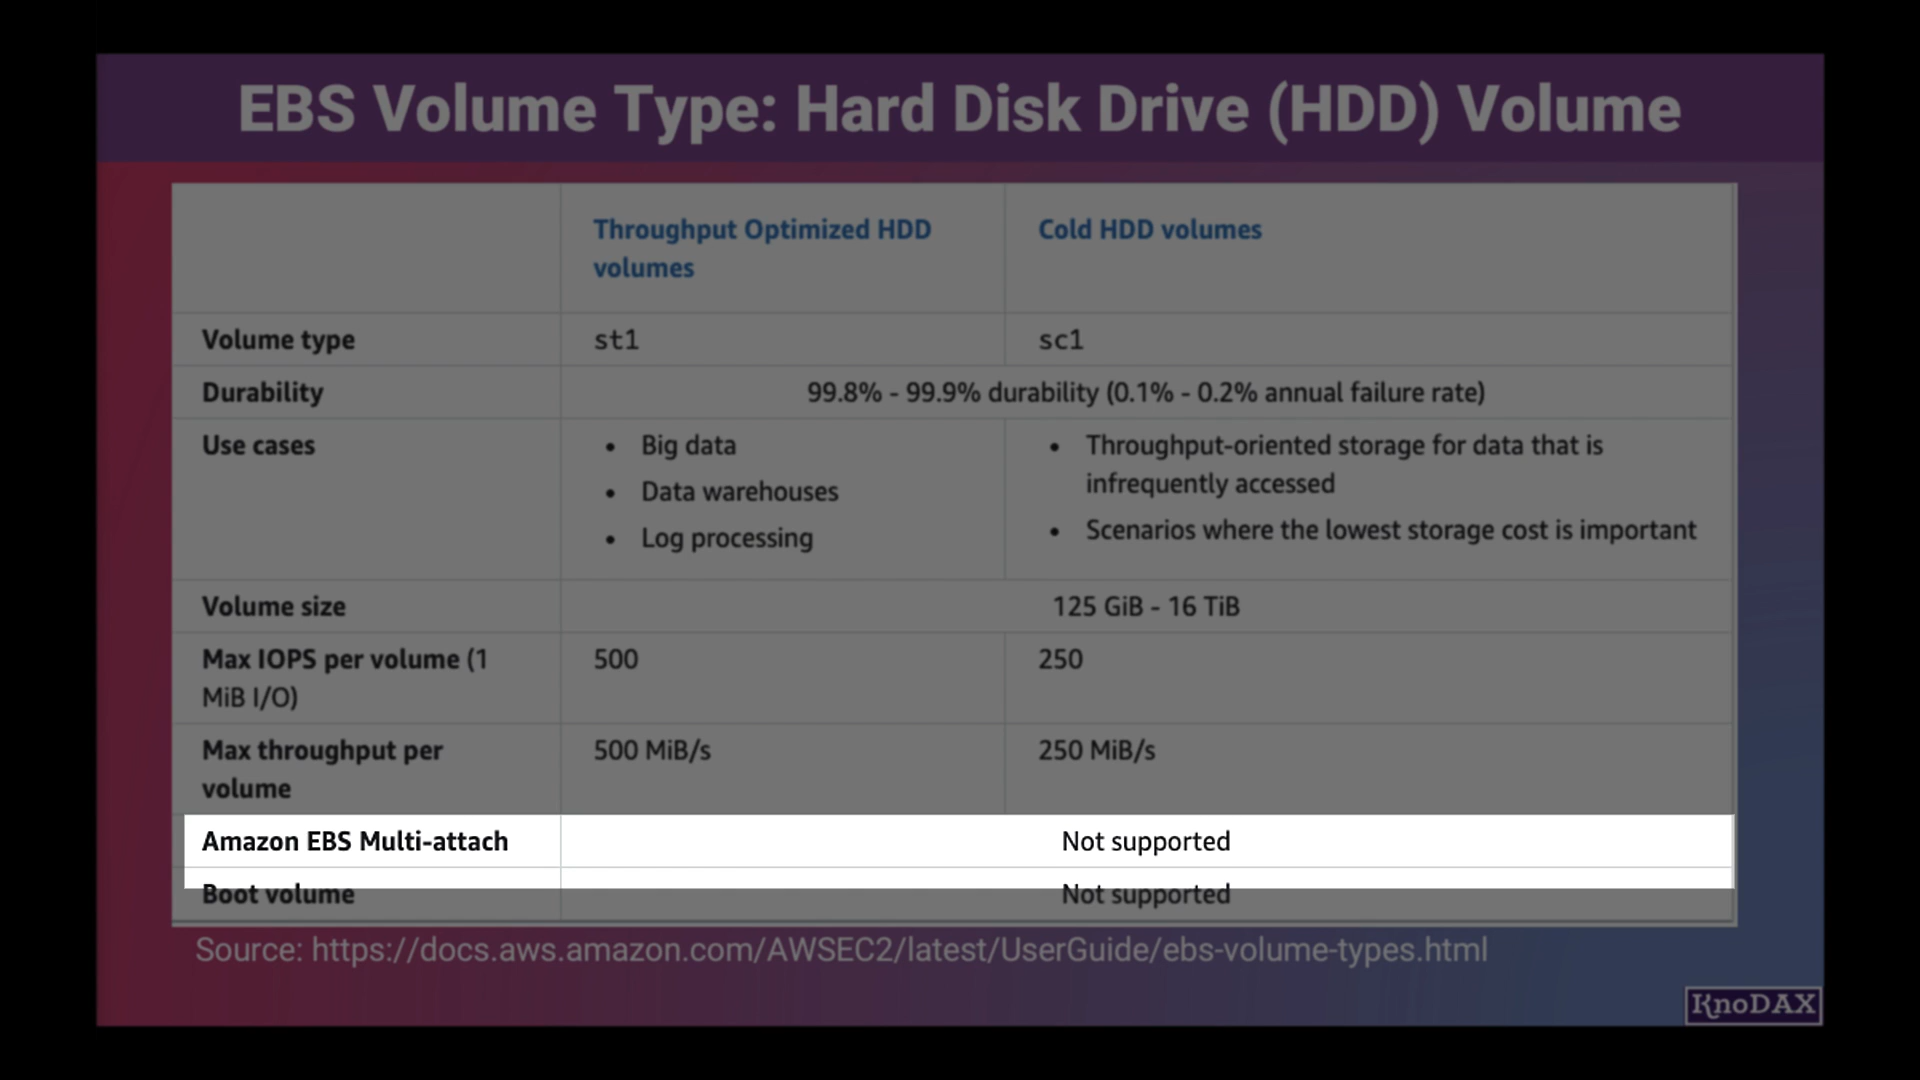 EBS Volume Type: Hard Disk Drive (HDD) Volume
Throughput Optimized HDD
volumes
Cold HDD volumes
Volume type
st1
sc1
Durability
99.8% - 99.9% durability (0.1% - 0.2% annual failure rate)
Use cases
• Big data
• Data warehouses
• Log processing
• Throughput-oriented storage for data that is
infrequently accessed
• Scenarios where the lowest storage cost is important
Volume size
125 GiB - 16 TiB
Max IOPS per volume (1
MiB I/O)
500
250
Max throughput per
volume
500 MiB/s
250 MiB/s
Amazon EBS Multi-attach
Not supported
Boot volume
Not supported
Source: https://docs.aws.amazon.com/AWSEC2/latest/UserGuide/ebs-volume-types.html
KnoDAX